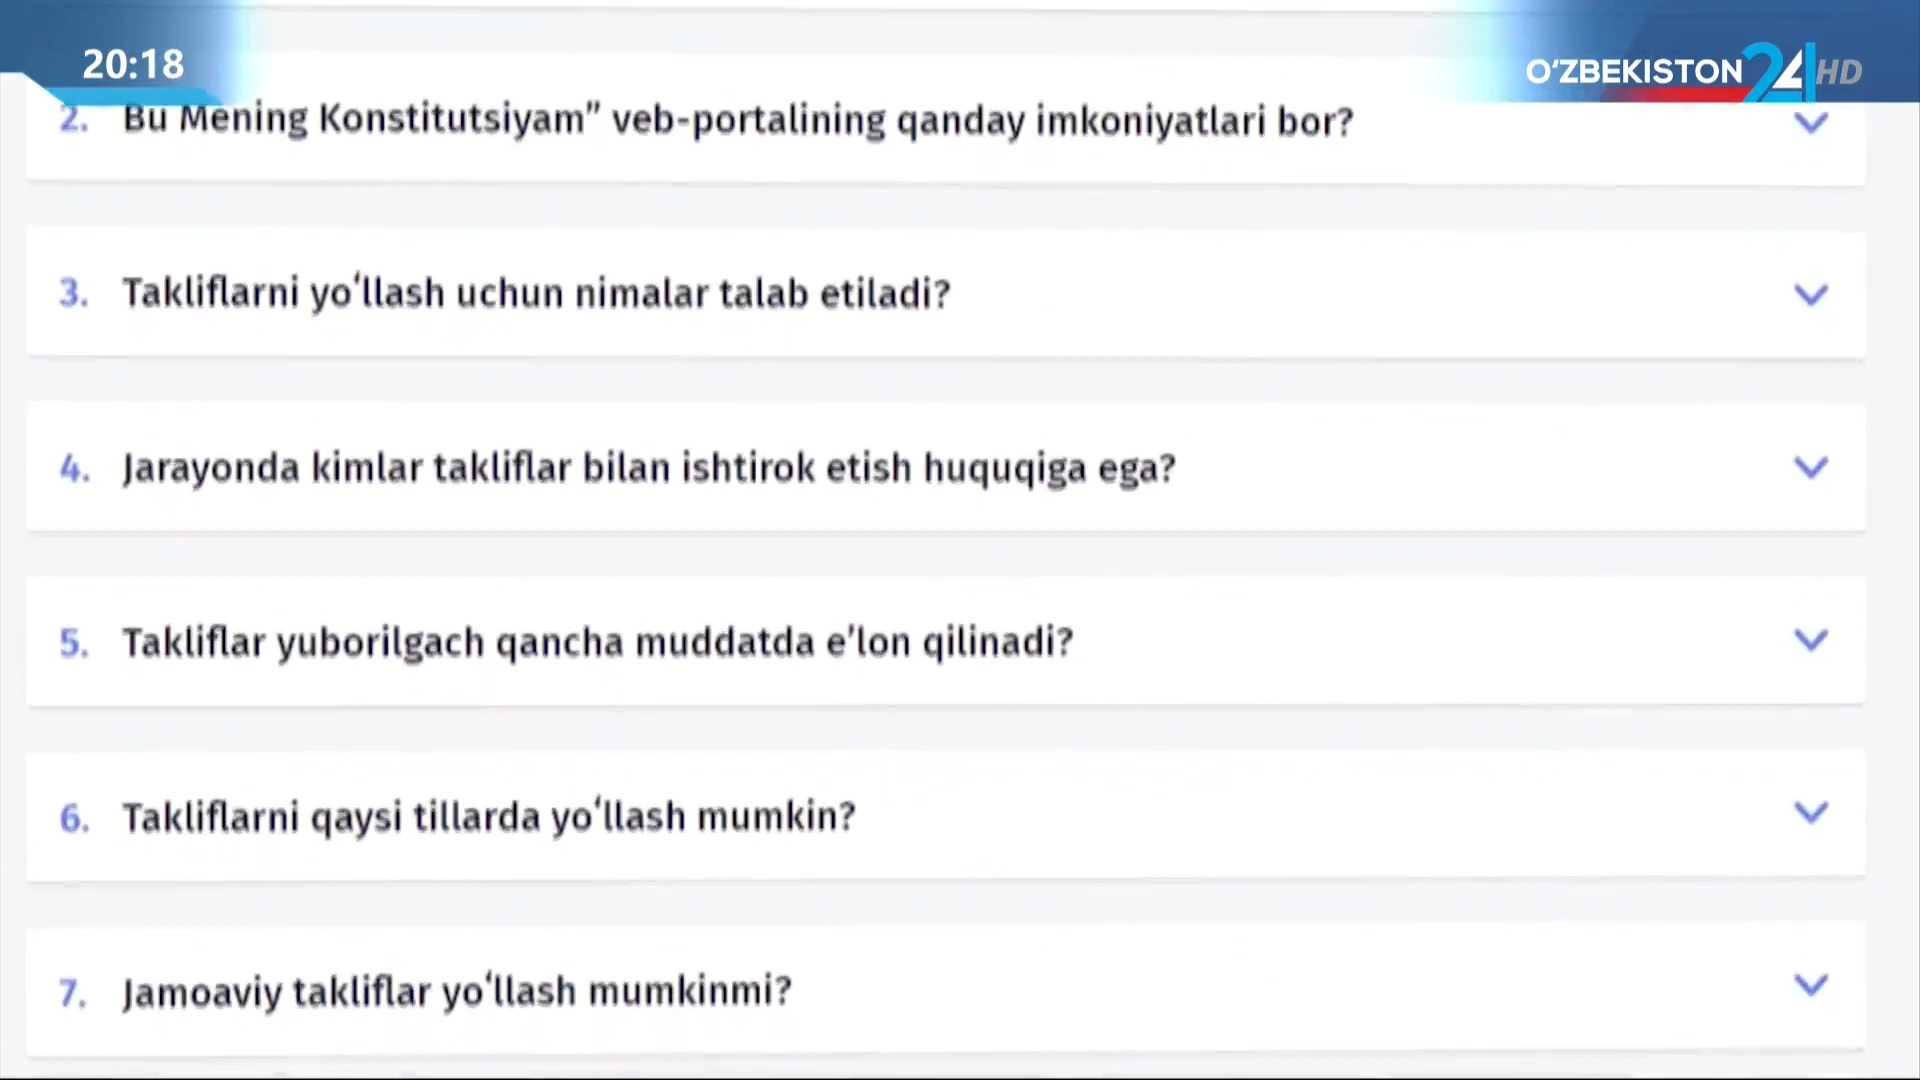 20:18
O‘ZBEKISTON 24 HD
2. Bu Mening Konstitutsiyam” veb-portalining qanday imkoniyatlari bor?
3. Takliflarni yo‘llash uchun nimalar talab etiladi?
4. Jarayonda kimlar takliflar bilan ishtirok etish huquqiga ega?
5. Takliflar yuborilgach qancha muddatda e’lon qilinadi?
6. Takliflarni qaysi tillarda yo‘llash mumkin?
7. Jamoaviy takliflar yo‘llash mumkinmi?